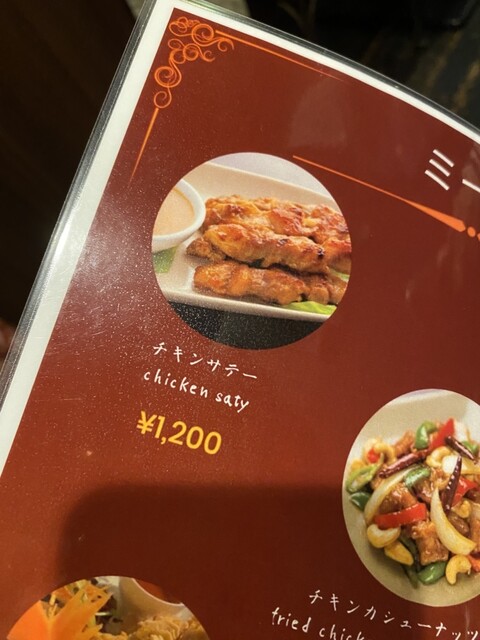 ミー
チキンサテー
chicken saty
¥1,200
チキンカシューナッツ
fried